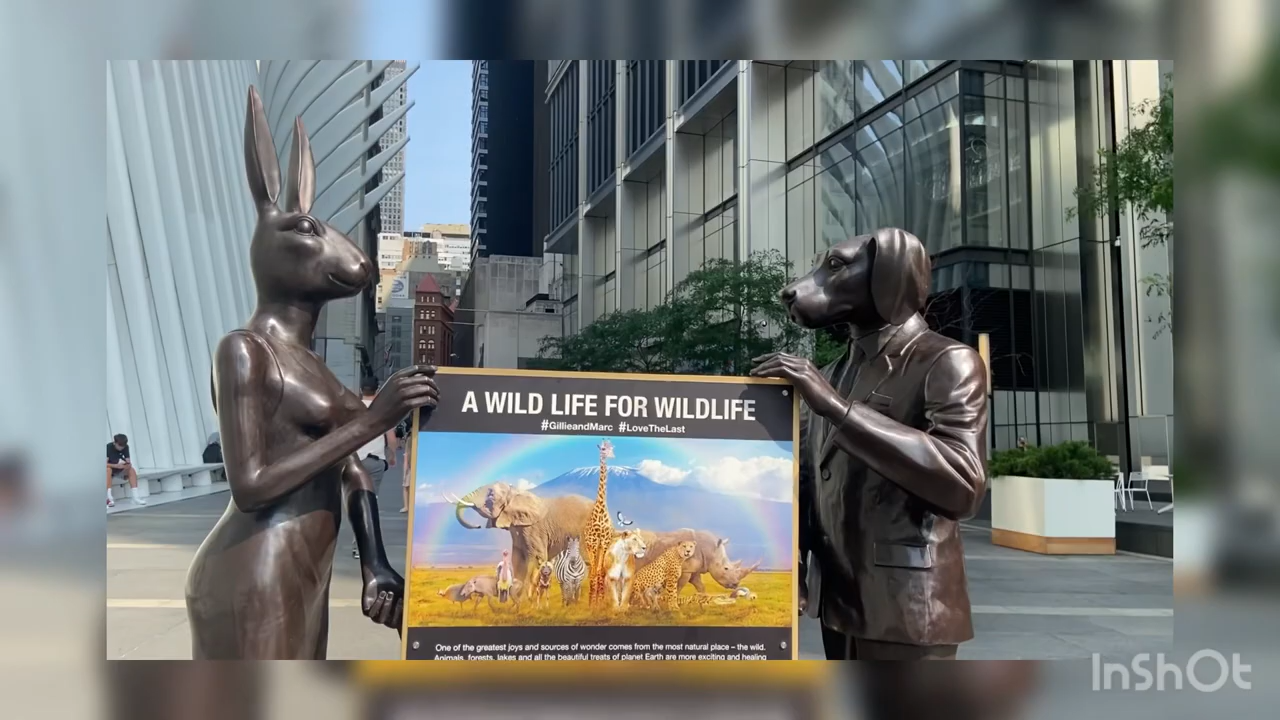 A WILD LIFE FOR WILDLIFE
#GillieandMarc #LoveTheLast
One of the greatest joys and sources of wonder comes from the most natural place – the wild.
Animals, forests, lakes and all the beautiful treats of planet Earth are more exciting and healing
InShOt